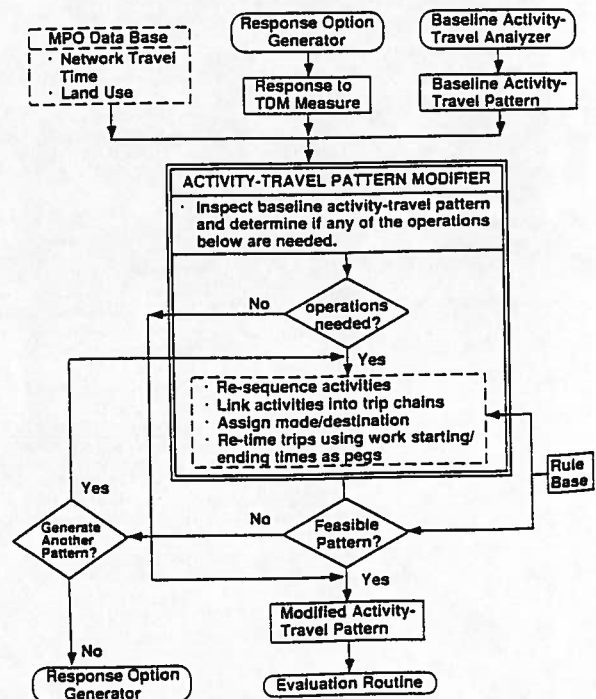 MPO Data Base
· Network Travel
Time
· Land Use
Response Option
Generator
Response to
TDM Measure
Baseline Activity-
Travel Analyzer
Baseline Activity-
Travel Pattern
ACTIVITY-TRAVEL PATTERN MODIFIER
· Inspect baseline activity-travel pattern
and determine if any of the operations
below are needed.
No
operations
needed?
Yes
· Re-sequence activities
· Link activities into trip chains
· Assign mode/destination
· Re-time trips using work starting/
ending times as pegs
Rule
Base
Yes
Generate
Another
Pattern?
No
Feasible
Pattern?
Yes
Modified Activity-
Travel Pattern
No
Response Option
Generator
Evaluation Routine